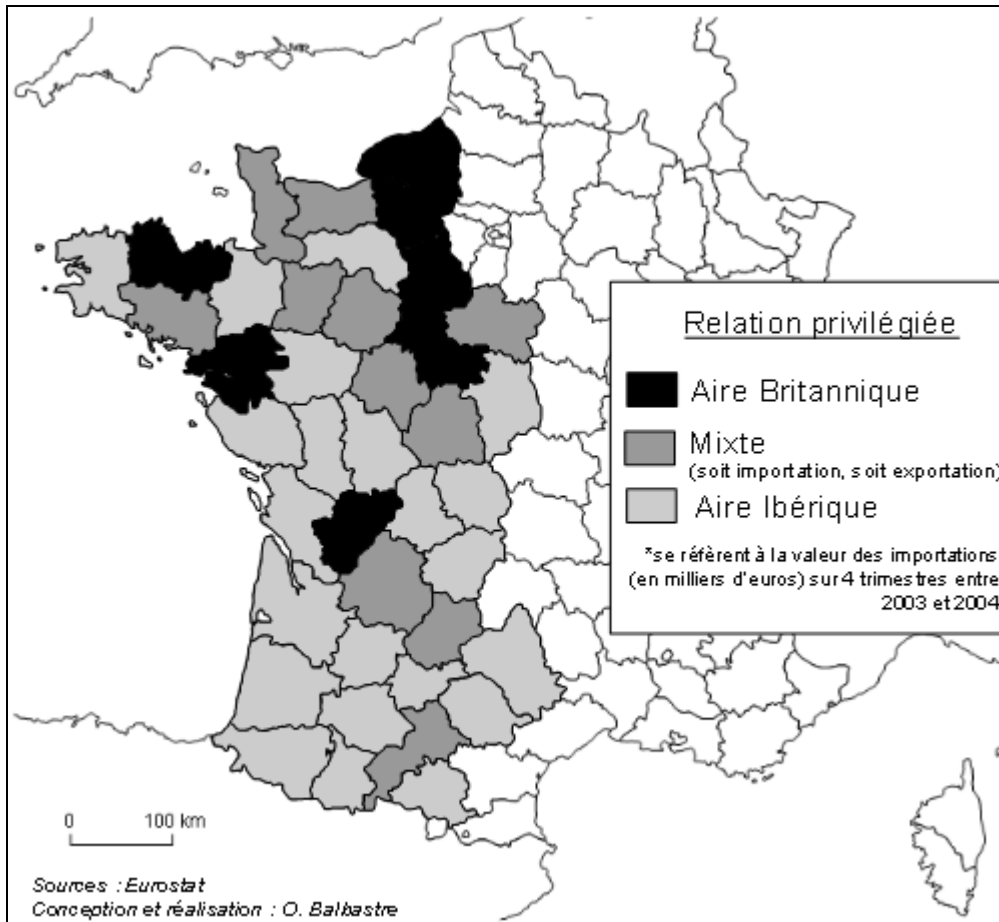 Relation privilégiée
Aire Britannique
Mixte
(soit importation, soit exportation)
Aire Ibérique
*se réfèrent à la valeur des importations
(en milliers d'euros) sur 4 trimestres entre
2003 et 2004
0 100 km
Sources : Eurostat
Conception et réalisation : O. Balbastre